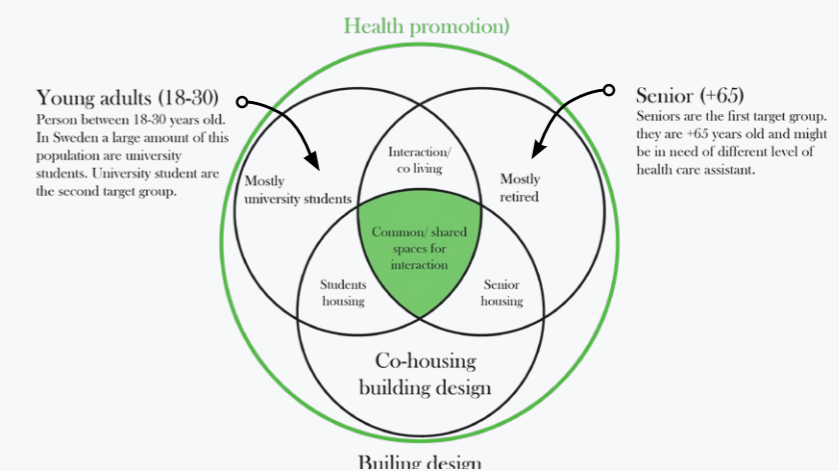 Health promotion)
Young adults (18-30)
Person between 18-30 years old.
In Sweden a large amount of this
population are university
students. University student are
the second target group.
Senior (+65)
Seniors are the first target group.
they are +65 years old and might
be in need of different level of
health care assistant.
Interaction/
co living
Mostly
university students
Mostly
retired
Common/ shared
spaces for
interaction
Students
housing
Senior
housing
Co-housing
building design
Builing design